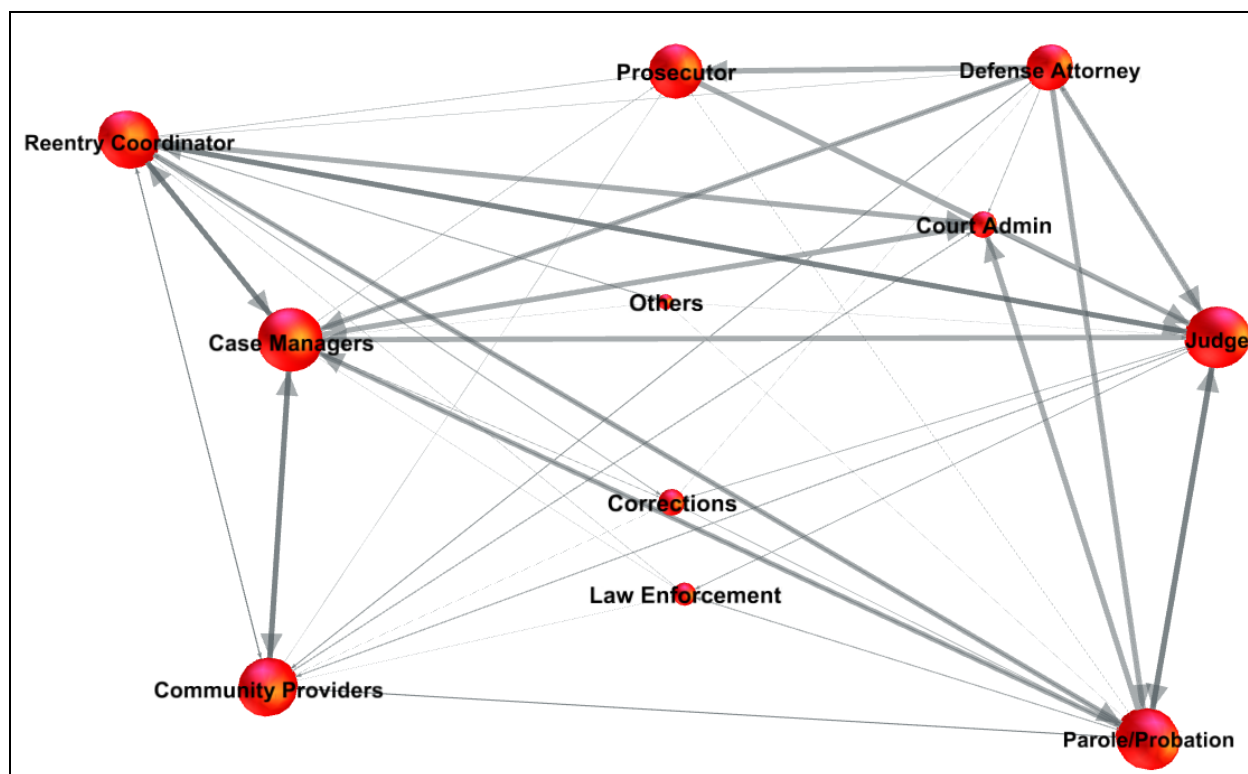 Prosecutor
Defense Attorney
Reentry Coordinator
Court Admin
Others
Case Managers
Judge
Corrections
Law Enforcement
Community Providers
Parole/Probation